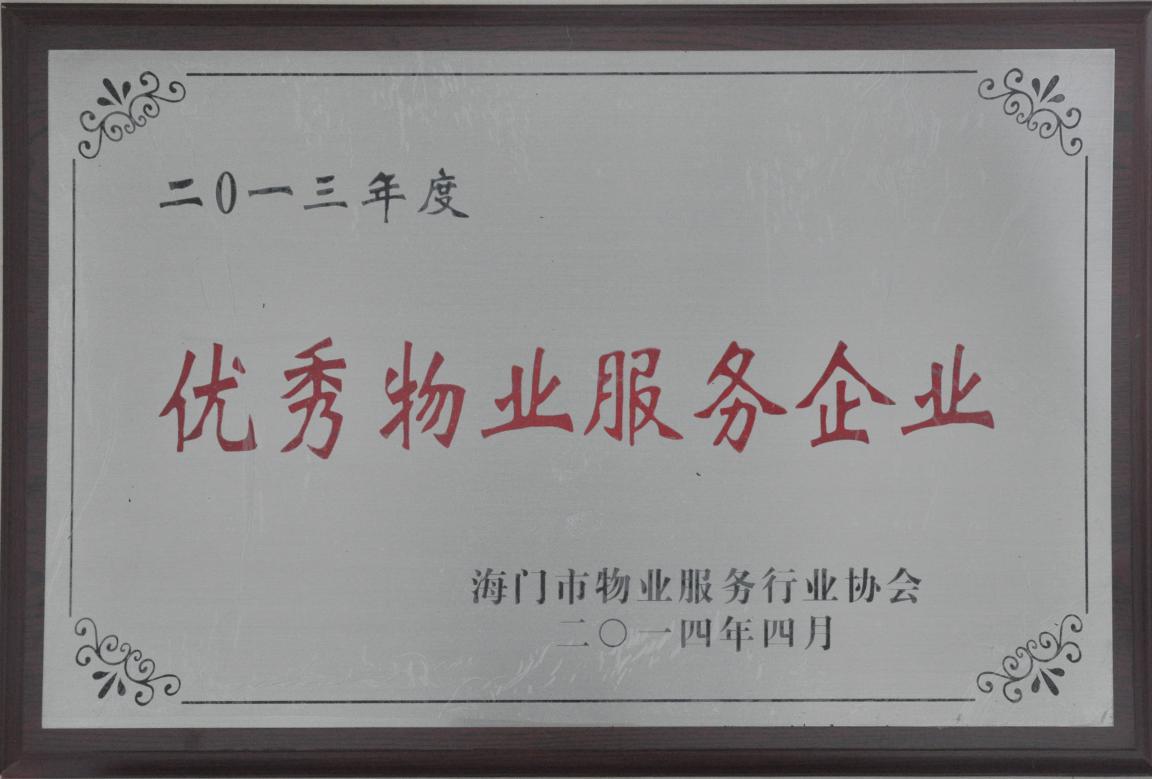 二0一三年度
优秀物业服务企业
海门市物业服务行业协会
二〇一四年四月